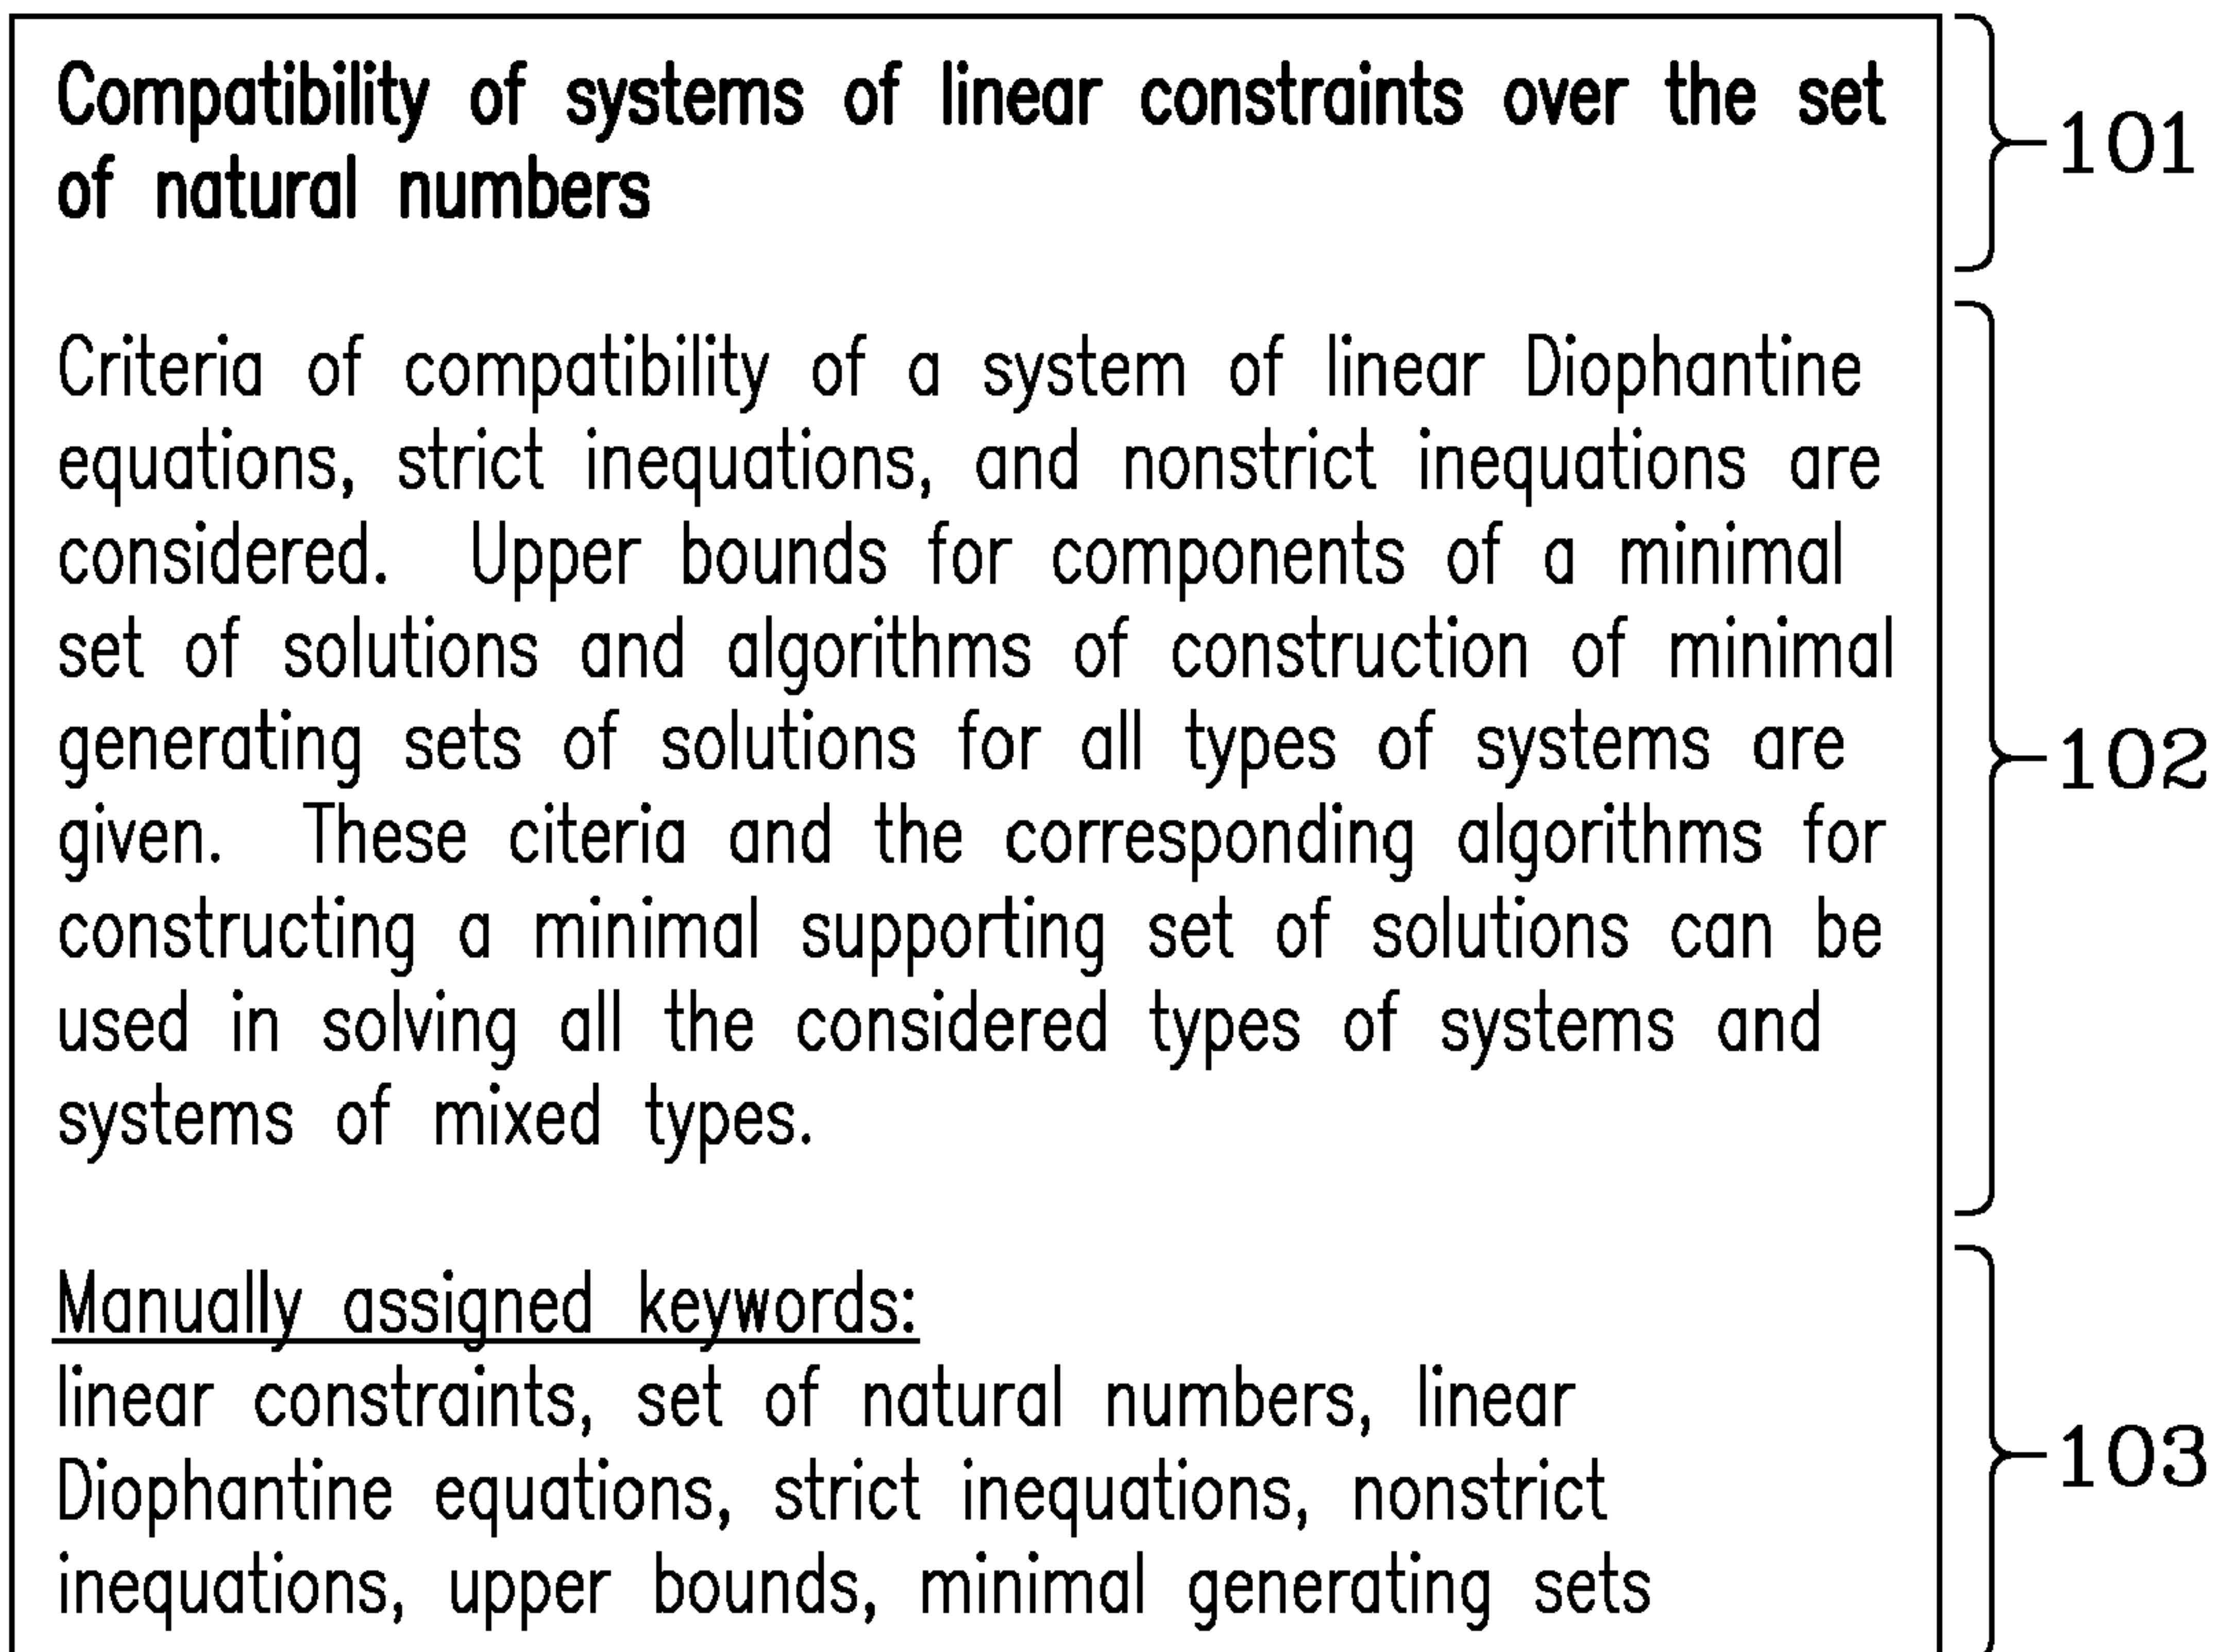 Compatibility of systems of linear constraints over the set
of natural numbers
101
Criteria of compatibility of a system of linear Diophantine
equations, strict inequations, and nonstrict inequations are
considered. Upper bounds for components of a minimal
set of solutions and algorithms of construction of minimal
generating sets of solutions for all types of systems are
given. These citeria and the corresponding algorithms for
constructing a minimal supporting set of solutions can be
used in solving all the considered types of systems and
systems of mixed types.
102
Manually assigned keywords:
linear constraints, set of natural numbers, linear
Diophantine equations, strict inequations, nonstrict
inequations, upper bounds, minimal generating sets
103